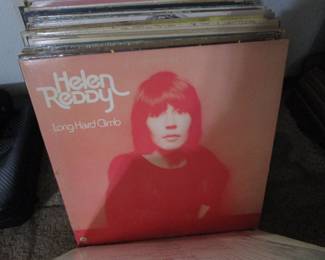 Helen
Reddy
Long Hard Climb